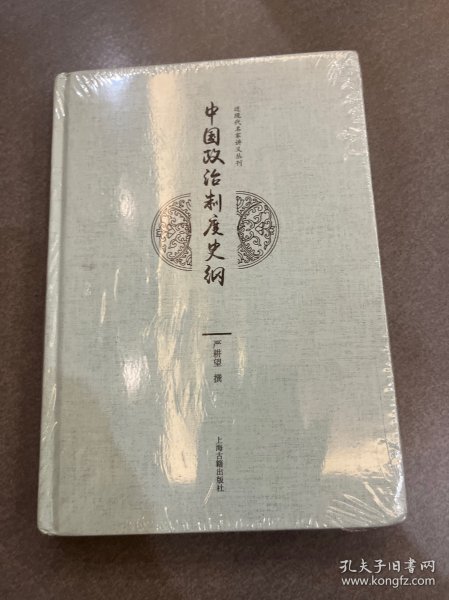 近现代名家讲义丛刊
中国政治制度史纲
严耕望 撰
上海古籍出版社
孔夫子旧书网
www.kongfz.com